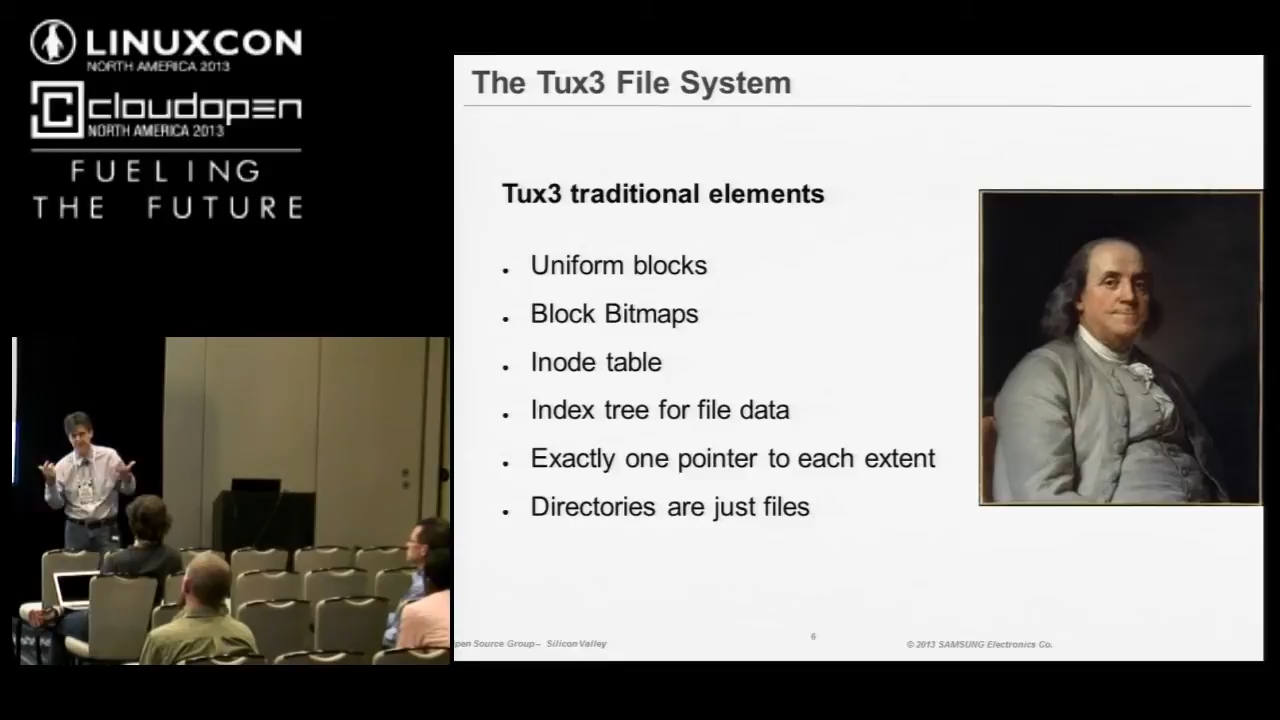 LINUXCON
NORTH AMERICA 2013
cloudopen
NORTH AMERICA 2013
FUELING
THE FUTURE
The Tux3 File System
Tux3 traditional elements
Uniform blocks
Block Bitmaps
Inode table
Index tree for file data
Exactly one pointer to each extent
Directories are just files
pen Source Group– Silicon Valley
6
© 2013 SAMSUNG Electronics Co.